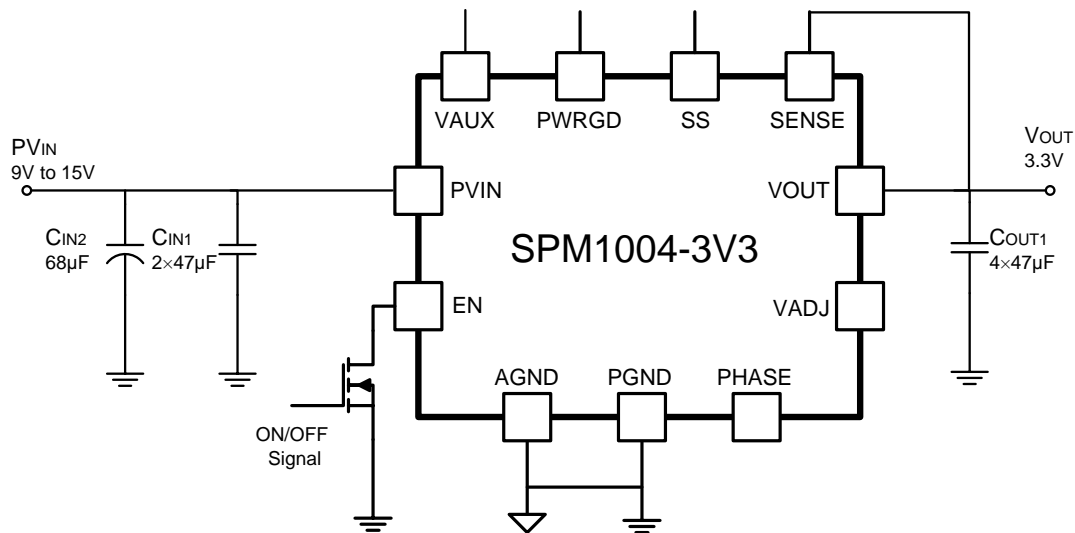 VAUX
PWRGD
SS
SENSE
PVIN
9V to 15V
VOUT
3.3V
PVIN
VOUT
CIN2
68µF
CIN1
2×47µF
SPM1004-3V3
COUT1
4×47µF
EN
VADJ
AGND
PGND
PHASE
ON/OFF
Signal